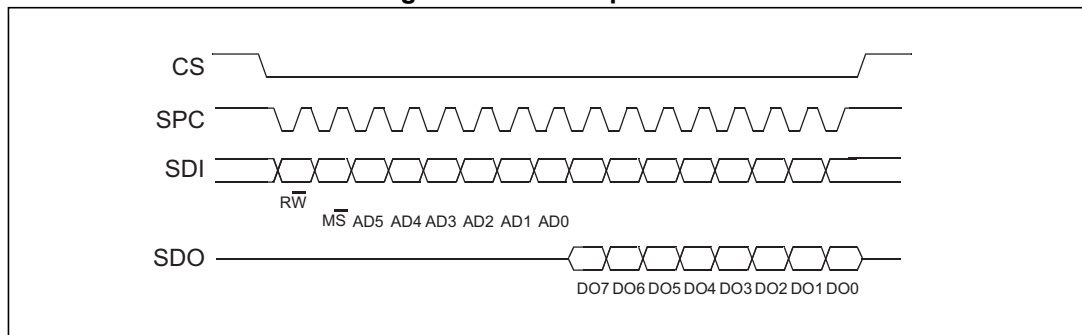 CS
SPC
SDI
RW̅
MS̅ AD5 AD4 AD3 AD2 AD1 AD0
SDO
DO7 DO6 DO5 DO4 DO3 DO2 DO1 DO0